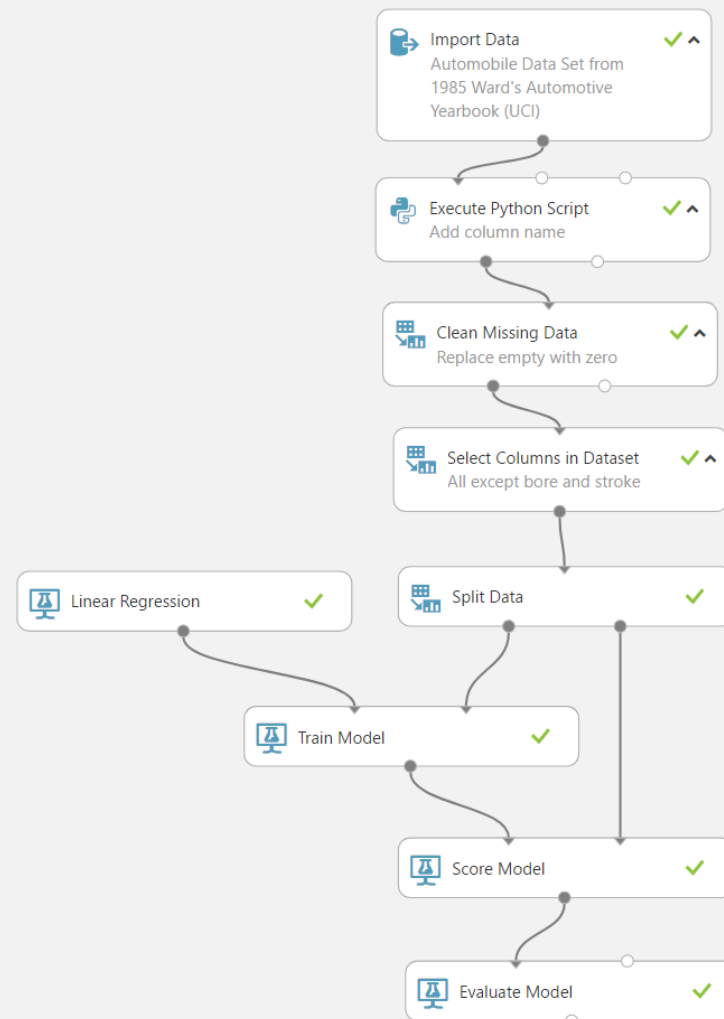 Import Data
Automobile Data Set from
1985 Ward's Automotive
Yearbook (UCI)
Execute Python Script
Add column name
Clean Missing Data
Replace empty with zero
Select Columns in Dataset
All except bore and stroke
Linear Regression
Split Data
Train Model
Score Model
Evaluate Model